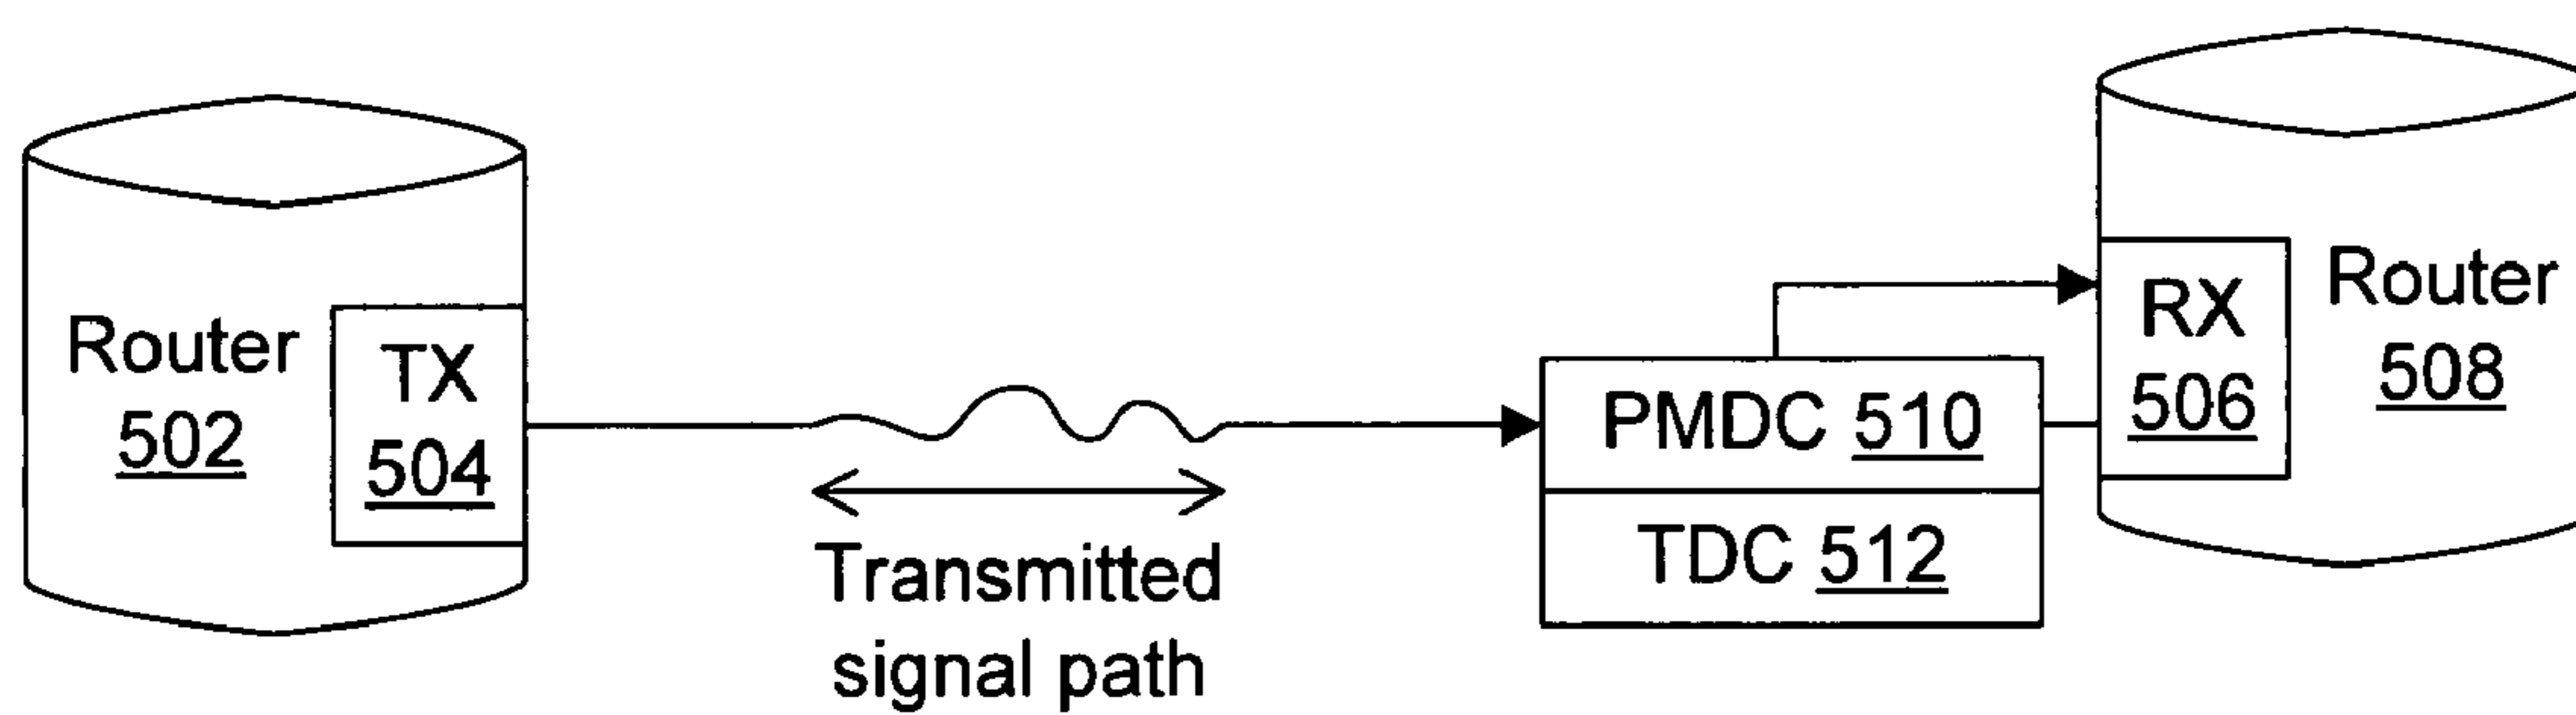 Router
502
TX
504
Transmitted
signal path
PMDC 510
TDC 512
RX
506
Router
508